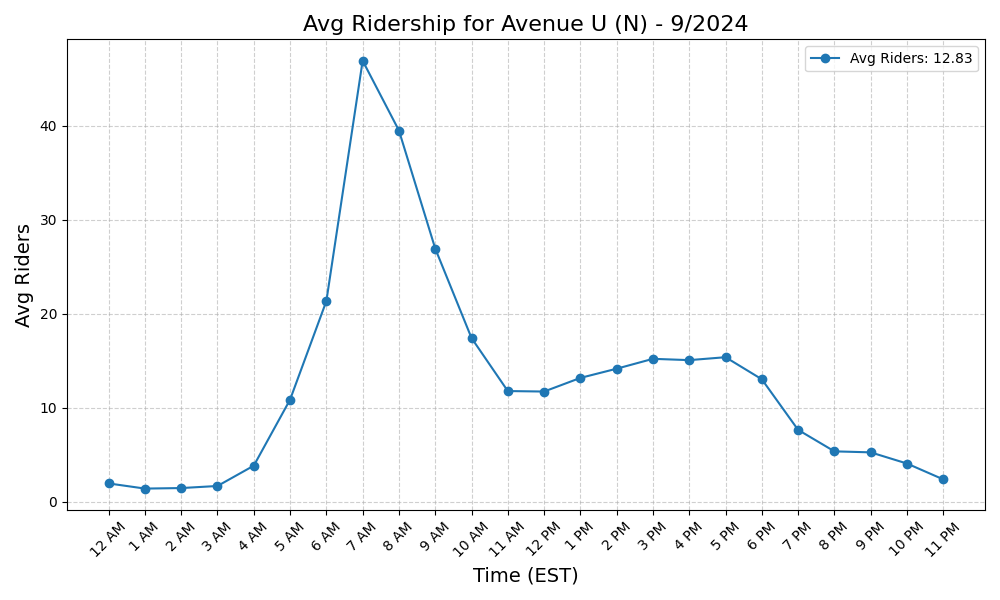 Avg Ridership for Avenue U (N) - 9/2024
Avg Riders: 12.83
Avg Riders
40
30
20
10
0
12 AM
1 AM
2 AM
3 AM
4 AM
5 AM
6 AM
7 AM
8 AM
9 AM
10 AM
11 AM
12 PM
1 PM
2 PM
3 PM
4 PM
5 PM
6 PM
7 PM
8 PM
9 PM
10 PM
11 PM
Time (EST)